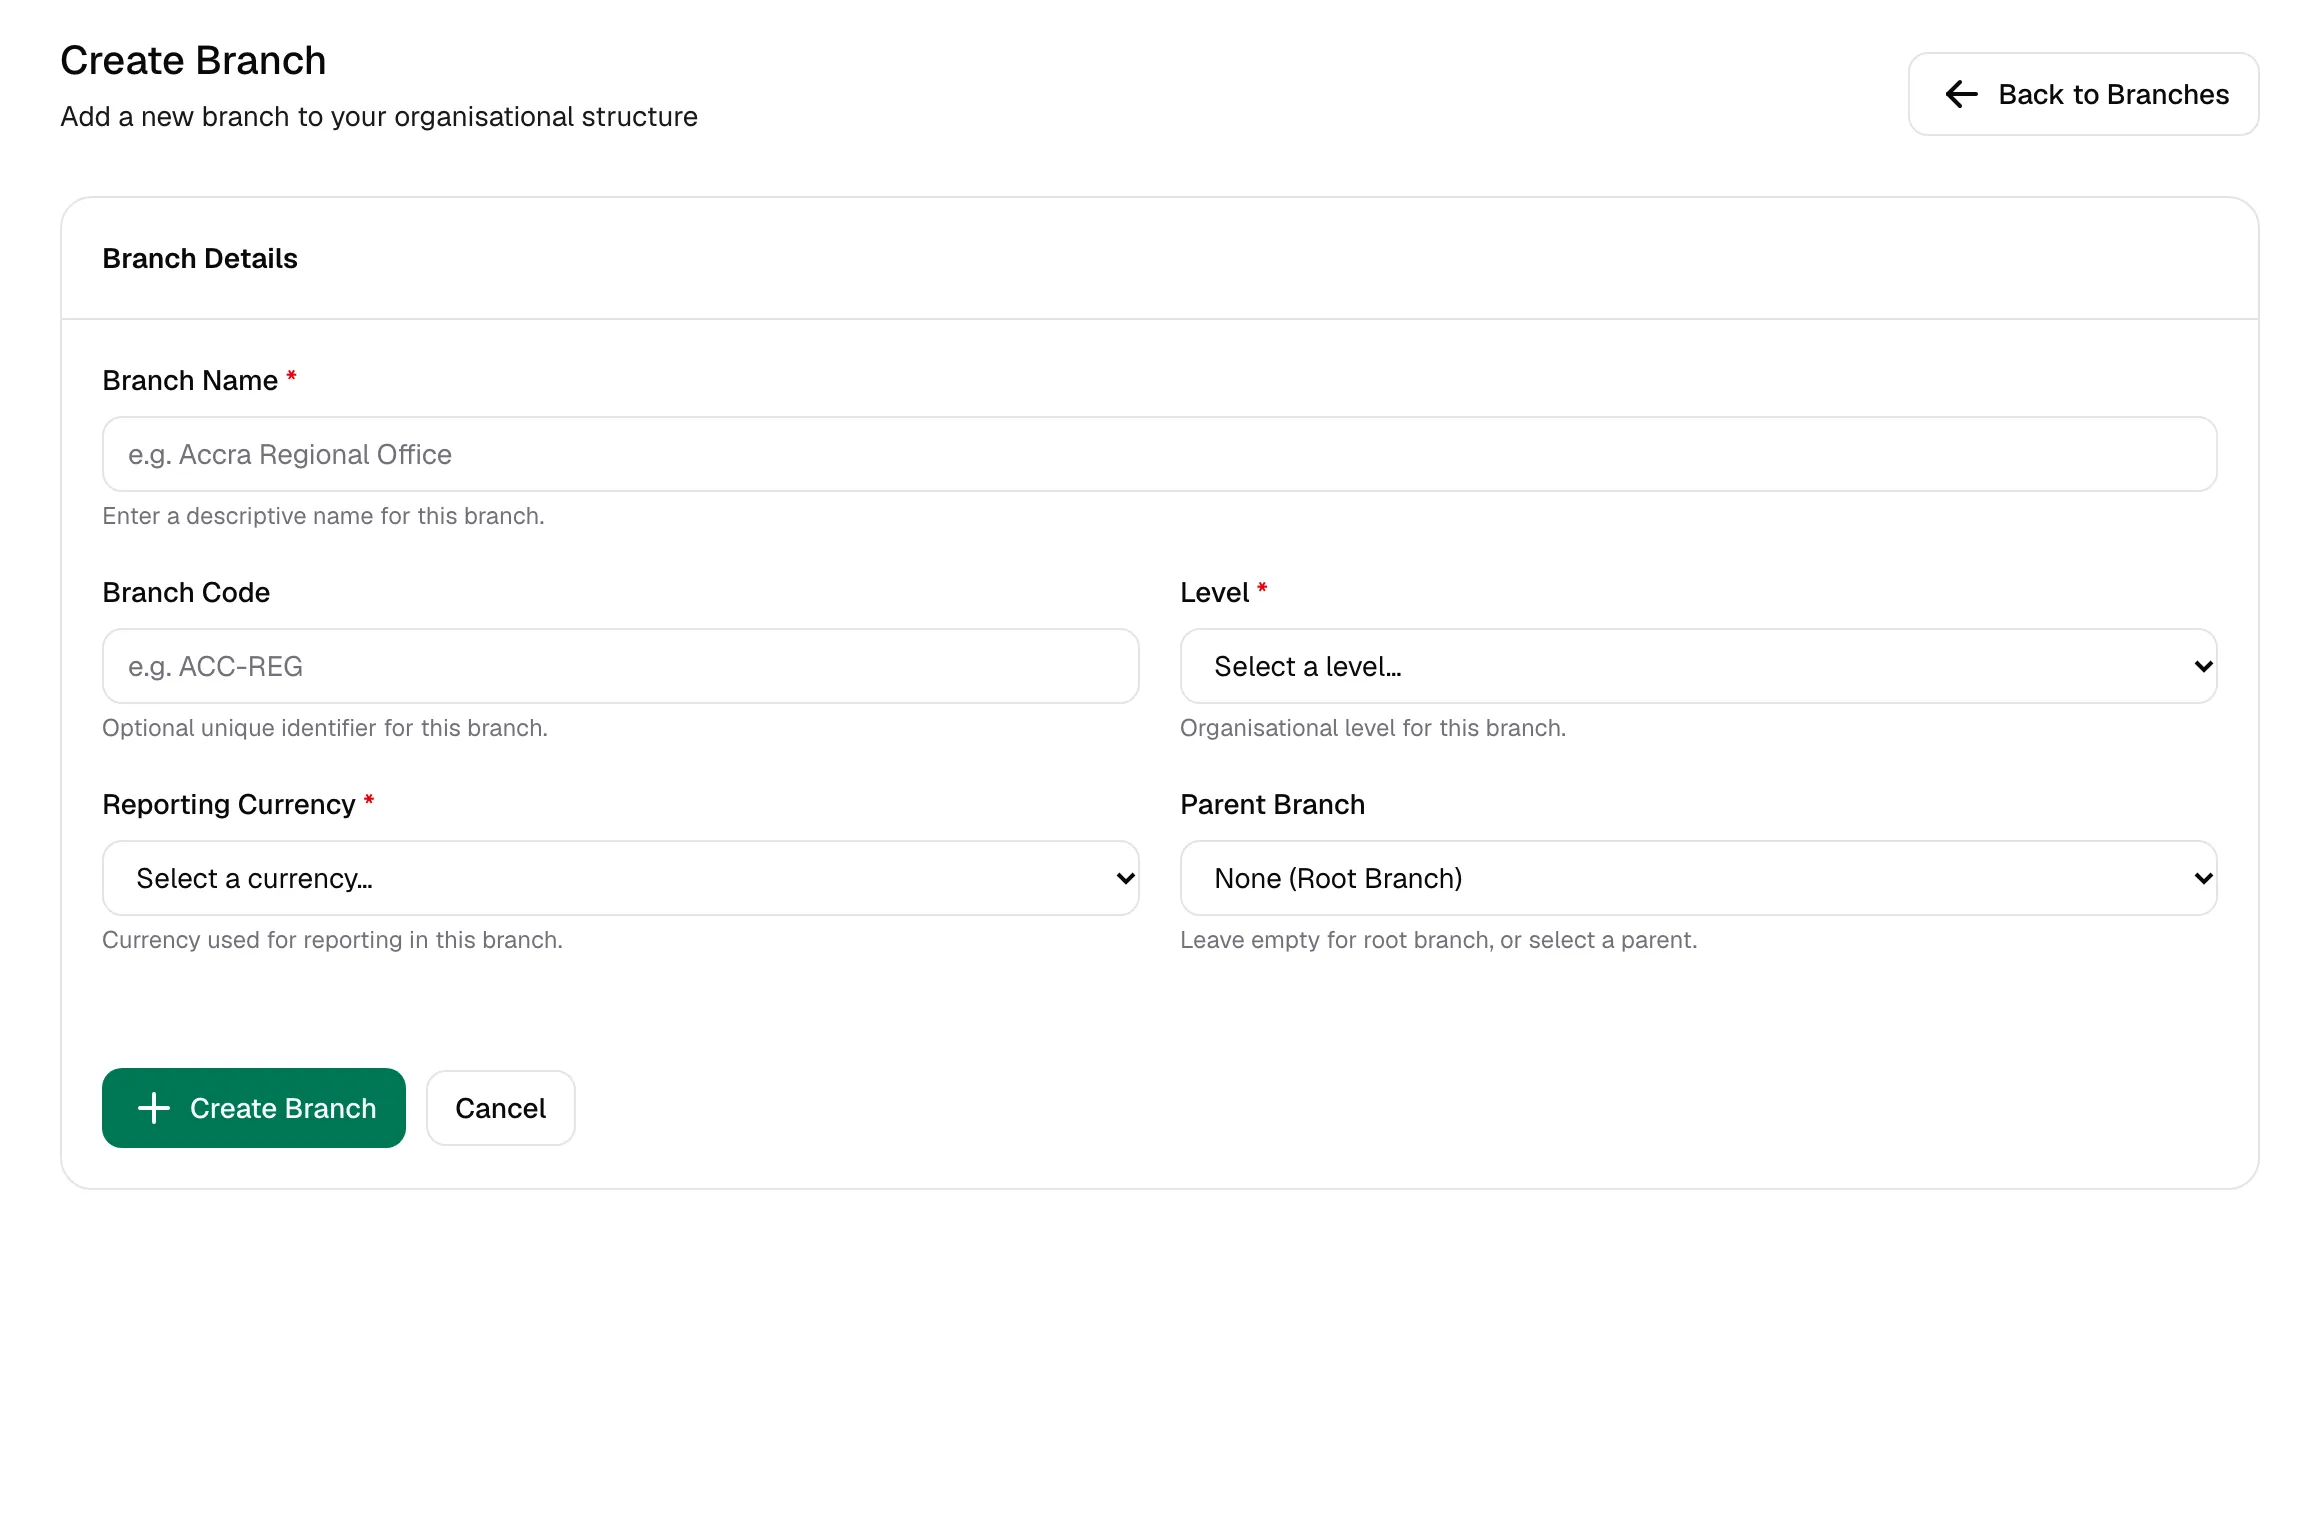 Create Branch
Add a new branch to your organisational structure
Back to Branches
Branch Details
Branch Name *
e.g. Accra Regional Office
Enter a descriptive name for this branch.
Branch Code
e.g. ACC-REG
Optional unique identifier for this branch.
Level *
Select a level...
Organisational level for this branch.
Reporting Currency *
Select a currency...
Currency used for reporting in this branch.
Parent Branch
None (Root Branch)
Leave empty for root branch, or select a parent.
Create Branch
Cancel